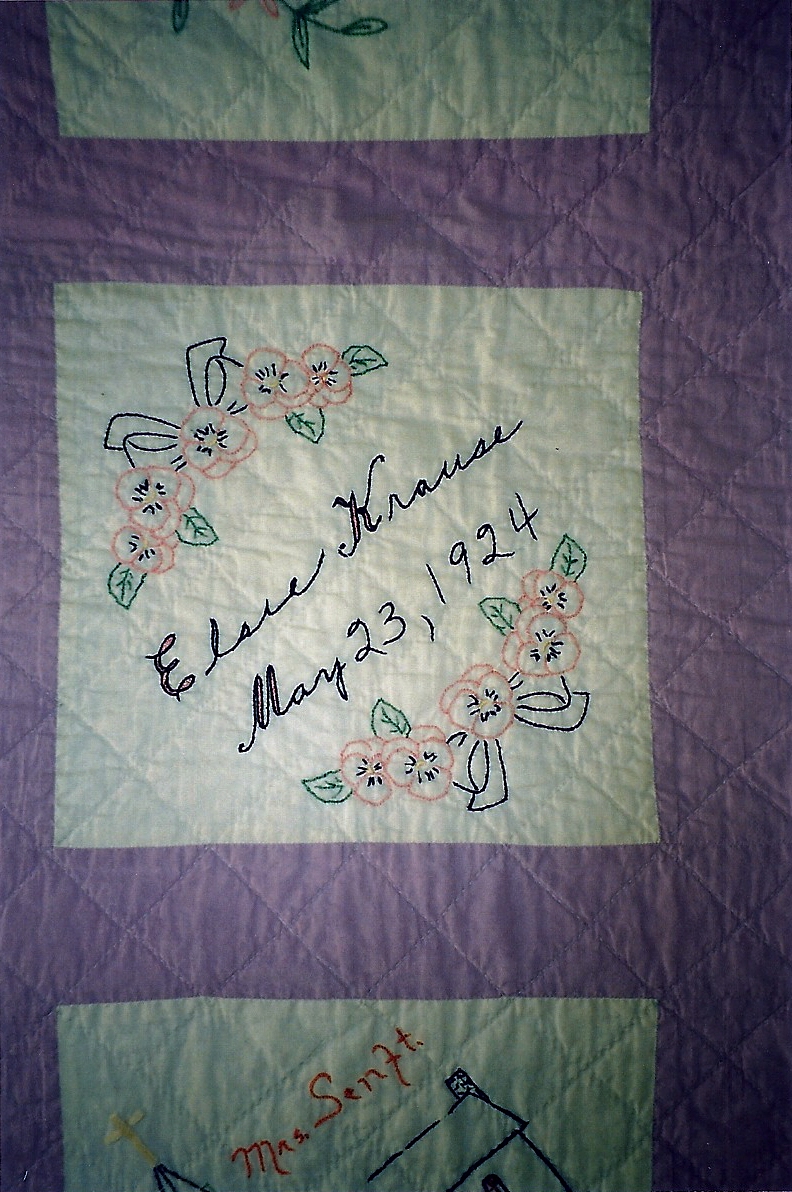 Elsie Krause
May 23, 1924
Mrs. Senft.